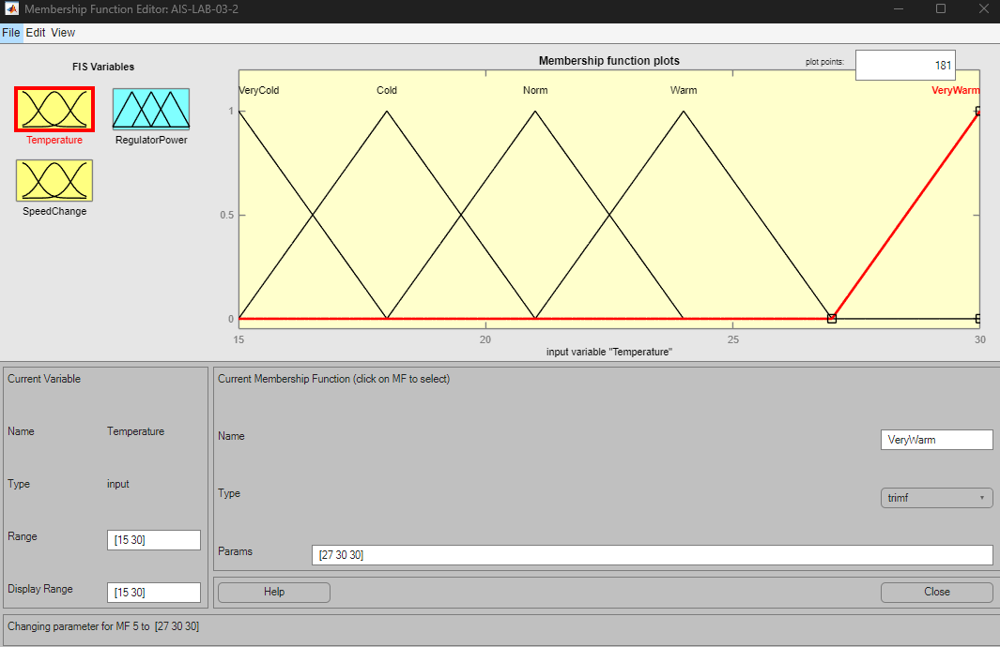 Membership Function Editor: AIS-LAB-03-2
File Edit View
FIS Variables
Temperature
RegulatorPower
SpeedChange
Membership function plots
plot points:
181
VeryCold Cold Norm Warm VeryWarm
1
0.5
0
15 20 25 30
input variable "Temperature"
Current Variable
Name Temperature
Type input
Range [15 30]
Display Range [15 30]
Current Membership Function (click on MF to select)
Name VeryWarm
Type trimf
Params [27 30 30]
Help Close
Changing parameter for MF 5 to [27 30 30]